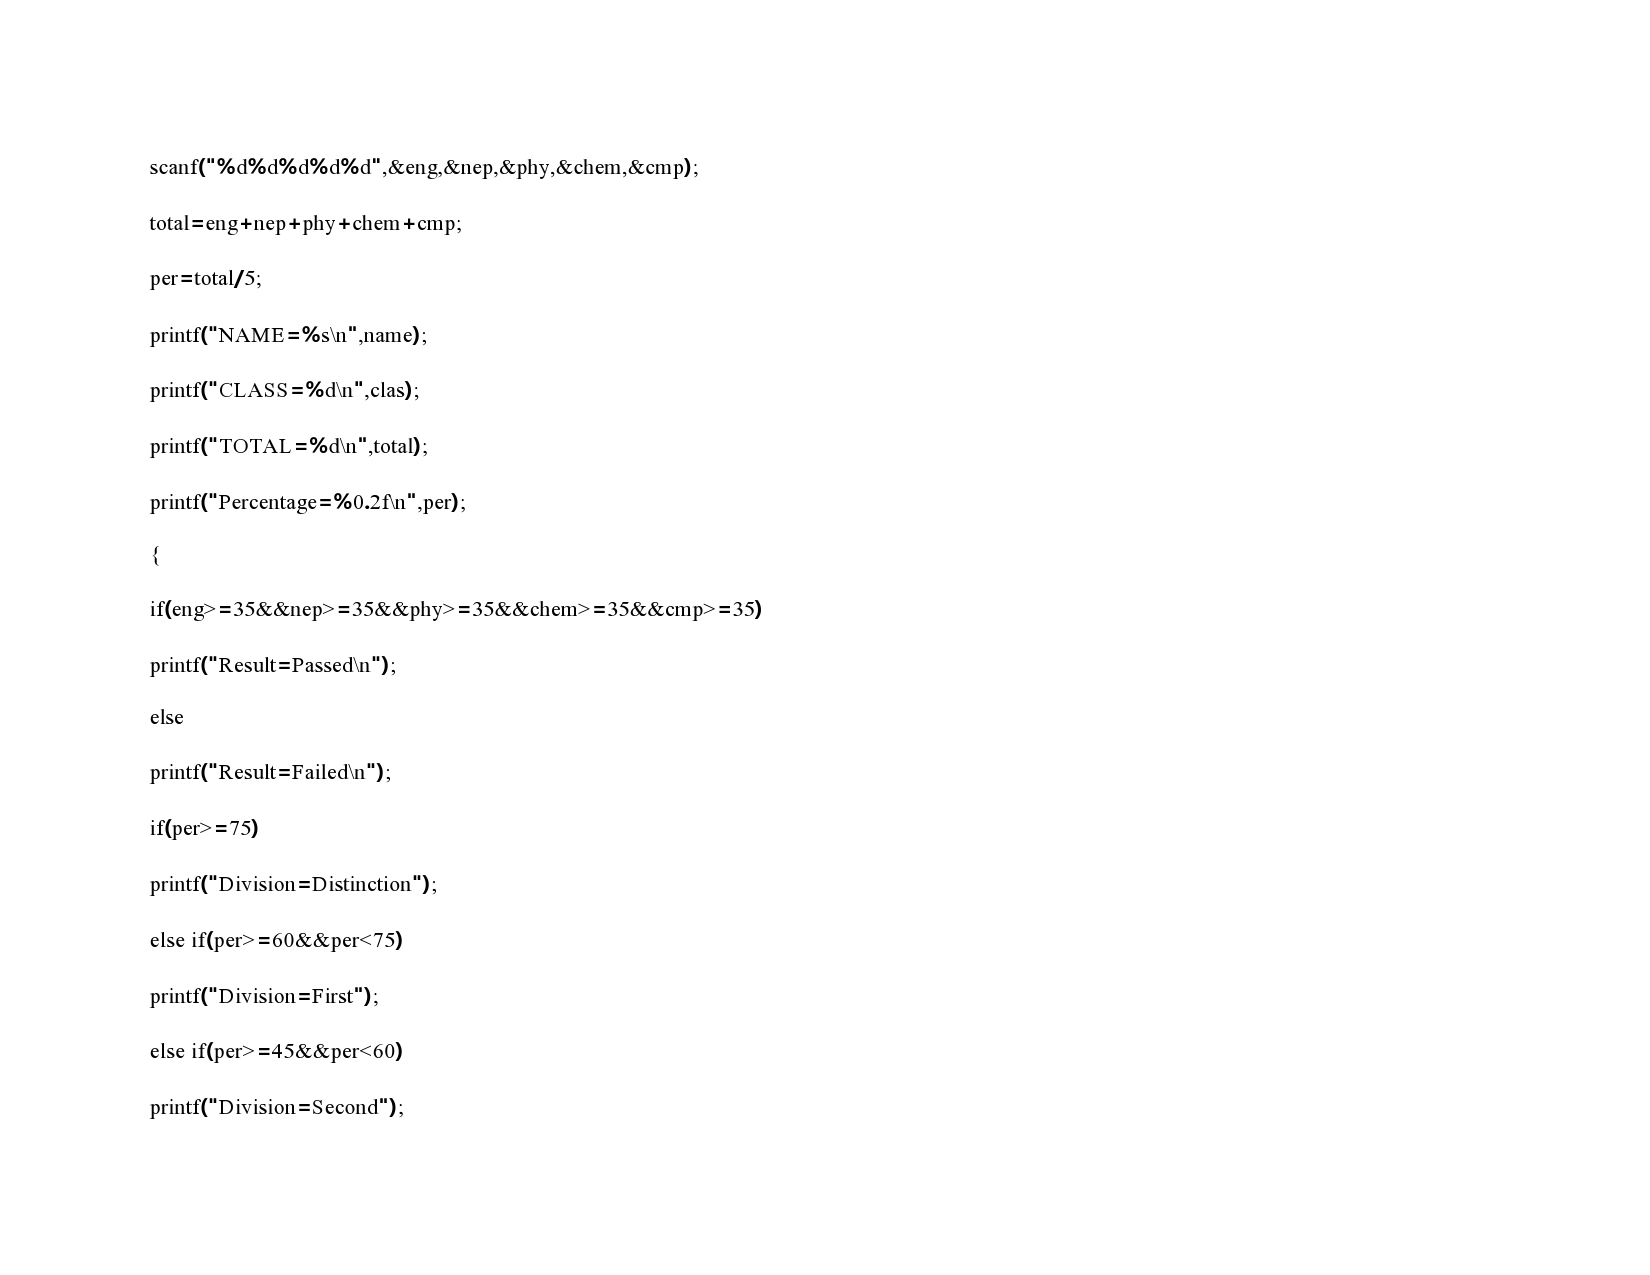 scanf("%d%d%d%d%d",&eng,&nep,&phy,&chem,&cmp);
total=eng+nep+phy+chem+cmp;
per=total/5;
printf("NAME=%s\n",name);
printf("CLASS=%d\n",clas);
printf("TOTAL=%d\n",total);
printf("Percentage=%0.2f\n",per);
{
if(eng>=35&&nep>=35&&phy>=35&&chem>=35&&cmp>=35)
printf("Result=Passed\n");
else
printf("Result=Failed\n");
if(per>=75)
printf("Division=Distinction");
else if(per>=60&&per<75)
printf("Division=First");
else if(per>=45&&per<60)
printf("Division=Second");